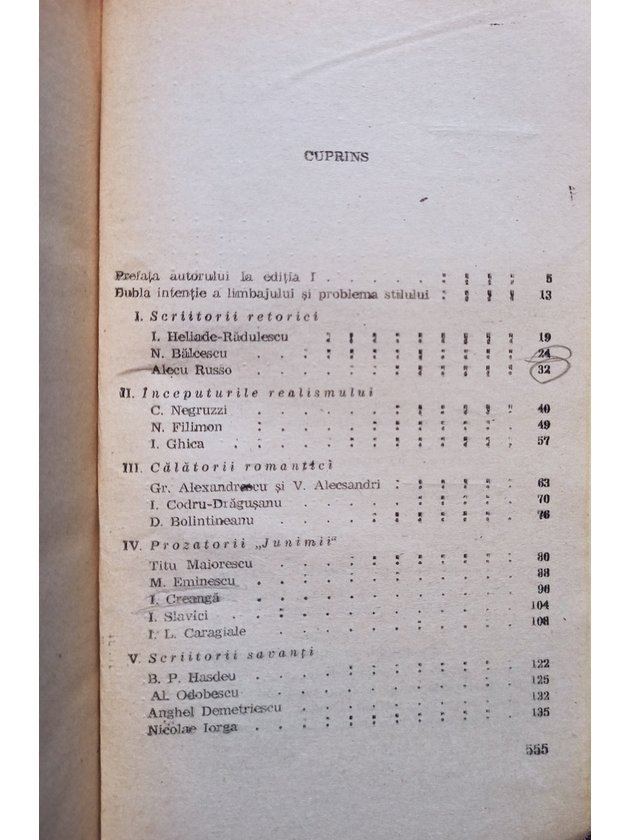 CUPRINS
Prefața autorului la ediția I . . . . . . . . . . 5
Dubla intenție a limbajului și problema stilului . . . . 13
I. Scriitorii retorici
I. Heliade-Rădulescu . . . . . . . . . 19
N. Bălcescu . . . . . . . . . . . 24
Alecu Russo . . . . . . . . . . . 32
II. Începuturile realismului
C. Negruzzi . . . . . . . . . . . 40
N. Filimon . . . . . . . . . . . 49
I. Ghica . . . . . . . . . . . . 57
III. Călătorii romantici
Gr. Alexandrescu și V. Alecsandri . . . . . . 63
I. Codru-Drăgușanu . . . . . . . . . 70
D. Bolintineanu . . . . . . . . . . 76
IV. Prozatorii „Junimii“
Titu Maiorescu . . . . . . . . . . 80
M. Eminescu . . . . . . . . . . . 88
I. Creangă . . . . . . . . . . . 96
I. Slavici . . . . . . . . . . . 104
I. L. Caragiale . . . . . . . . . . 108
V. Scriitorii savanți
B. P. Hasdeu . . . . . . . . . . . 122
Al. Odobescu . . . . . . . . . . . 125
Anghel Demetriescu . . . . . . . . . 132
Nicolae Iorga . . . . . . . . . . . 135
555